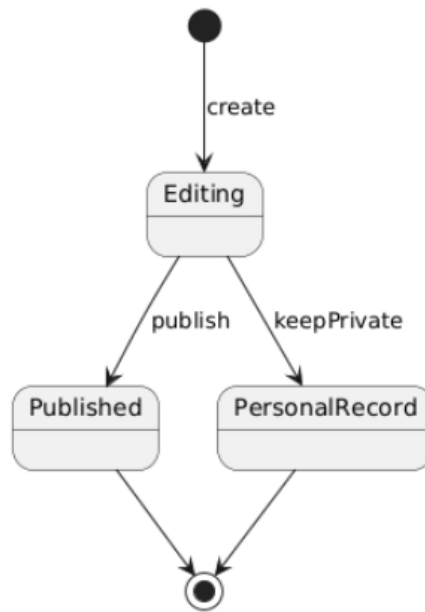 create
Editing
publish
keepPrivate
Published
PersonalRecord